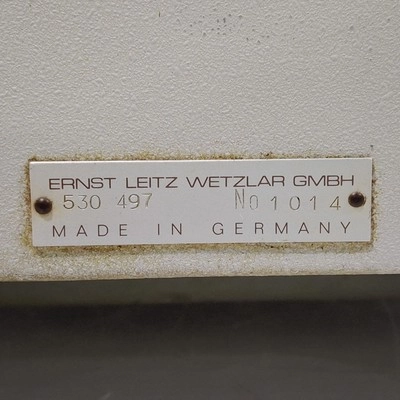 ERNST LEITZ WETZLAR GMBH
530 497 No 1014
MADE IN GERMANY